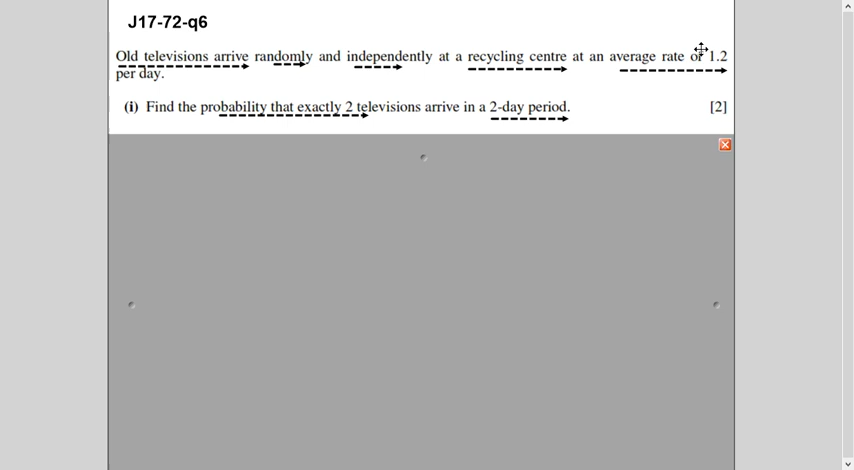 J17-72-q6
Old televisions arrive randomly and independently at a recycling centre at an average rate of 1.2
per day.
(i) Find the probability that exactly 2 televisions arrive in a 2-day period. [2]